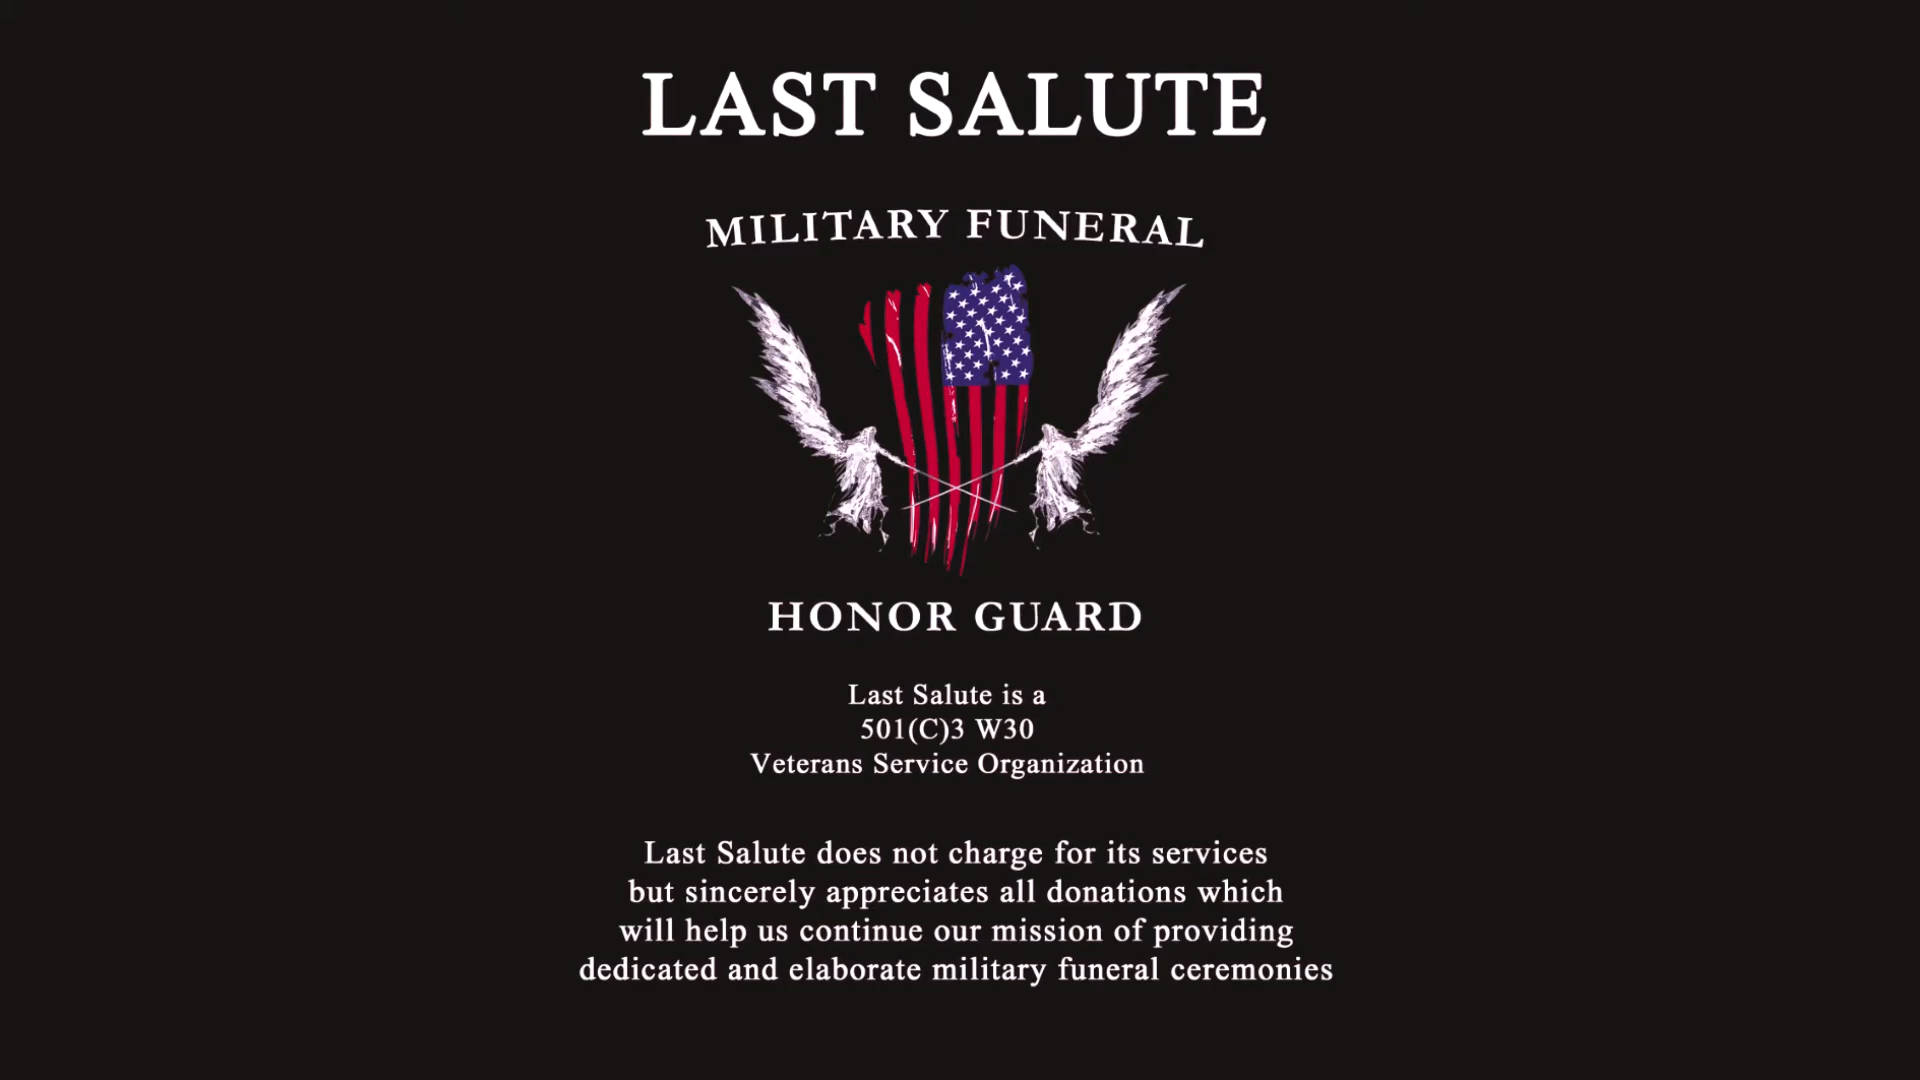 LAST SALUTE
MILITARY FUNERAL
HONOR GUARD
Last Salute is a
501(C)3 W30
Veterans Service Organization
Last Salute does not charge for its services
but sincerely appreciates all donations which
will help us continue our mission of providing
dedicated and elaborate military funeral ceremonies